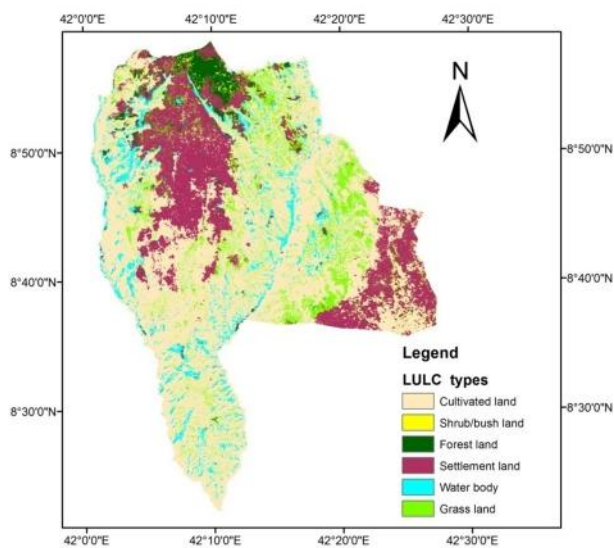 42°0'0"E 42°10'0"E 42°20'0"E 42°30'0"E
N
8°50'0"N 8°50'0"N
8°40'0"N 8°40'0"N
Legend
LULC types
Cultivated land
8°30'0"N Shrub/bush land 8°30'0"N
Forest land
Settlement land
Water body
Grass land
42°0'0"E 42°10'0"E 42°20'0"E 42°30'0"E